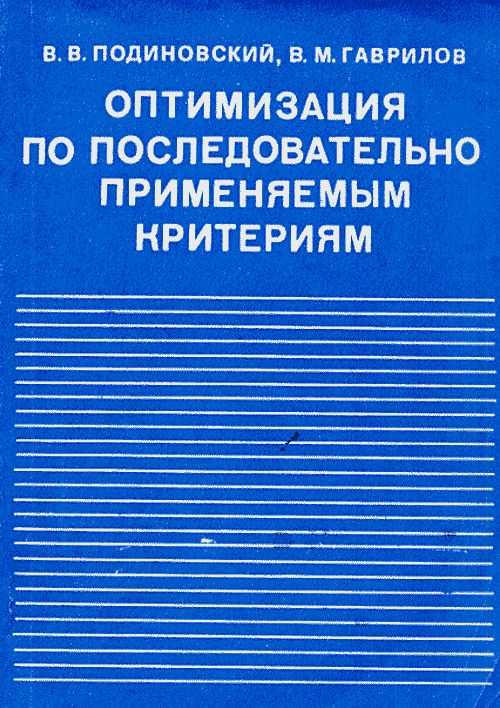 В. В. ПОДИНОВСКИЙ, В. М. ГАВРИЛОВ
ОПТИМИЗАЦИЯ
ПО ПОСЛЕДОВАТЕЛЬНО
ПРИМЕНЯЕМЫМ
КРИТЕРИЯМ